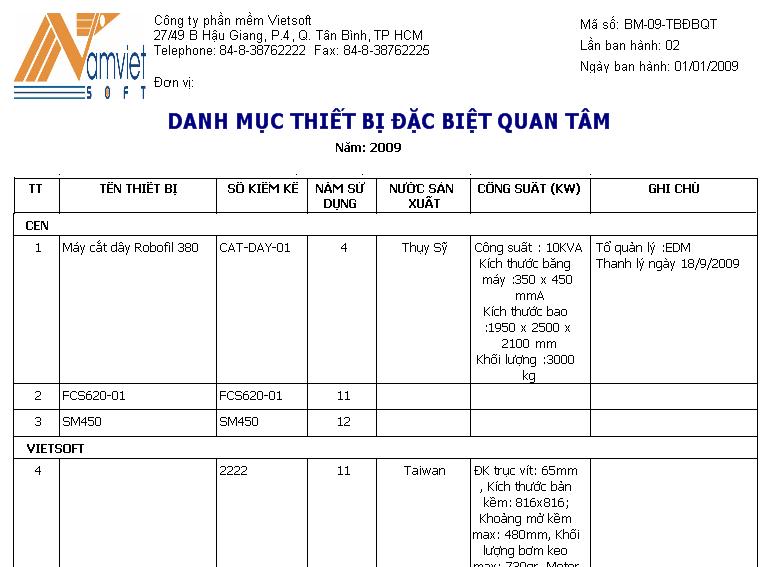 Namviet
SOFT
Công ty phần mềm Vietsoft
27/49 B Hậu Giang, P.4, Q. Tân Bình, TP HCM
Telephone: 84-8-38762222 Fax: 84-8-38765225
Đơn vị:
Mã số: BM-09-TBĐBQT
Lần ban hành: 02
Ngày ban hành: 01/01/2009
DANH MỤC THIẾT BỊ ĐẶC BIỆT QUAN TÂM
Năm: 2009
TT TÊN THIẾT BỊ SỐ KIỂM KÊ NĂM SỬ DỤNG NƯỚC SẢN XUẤT CÔNG SUẤT (KW) GHI CHÚ
CEN
1 Máy cắt dây Robofil 380 CAT-DAY-01 4 Thụy Sỹ Công suất : 10KVA Tổ quản lý :EDM
Kích thước băng Thanh lý ngày 18/9/2009
máy :350 x 450
mmA
Kích thước bao
:1950 x 2500 x
2100 mm
Khối lượng :3000
kg
2 FCS620-01 FCS620-01 11
3 SM450 SM450 12
VIETSOFT
4 2222 11 Taiwan ĐK trục vít: 65mm
, Kích thước bàn
kềm: 816x816;
Khoảng mở kềm
max: 480mm, Khối
lượng bơm keo
max: 730gr, Motor